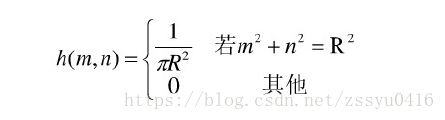 h(m,n) = { 1/πR² 若m² + n² = R²
0 其他
https://blog.csdn.net/zssyu0416